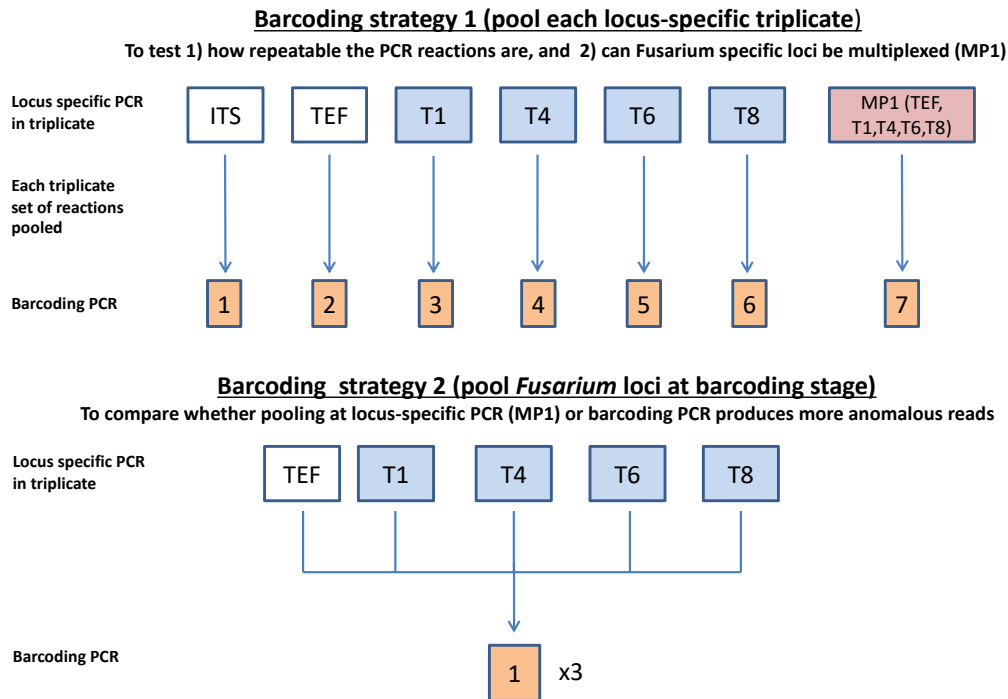 Barcoding strategy 1 (pool each locus-specific triplicate)
To test 1) how repeatable the PCR reactions are, and  2) can Fusarium specific loci be multiplexed (MP1)
Locus specific PCR
in triplicate
ITS
TEF
T1
T4
T6
T8
MP1 (TEF,
T1,T4,T6,T8)
Each triplicate
set of reactions
pooled
Barcoding PCR
1
2
3
4
5
6
7
Barcoding  strategy 2 (pool Fusarium loci at barcoding stage)
To compare whether pooling at locus-specific PCR (MP1) or barcoding PCR produces more anomalous reads
Locus specific PCR
in triplicate
TEF
T1
T4
T6
T8
Barcoding PCR
1
x3